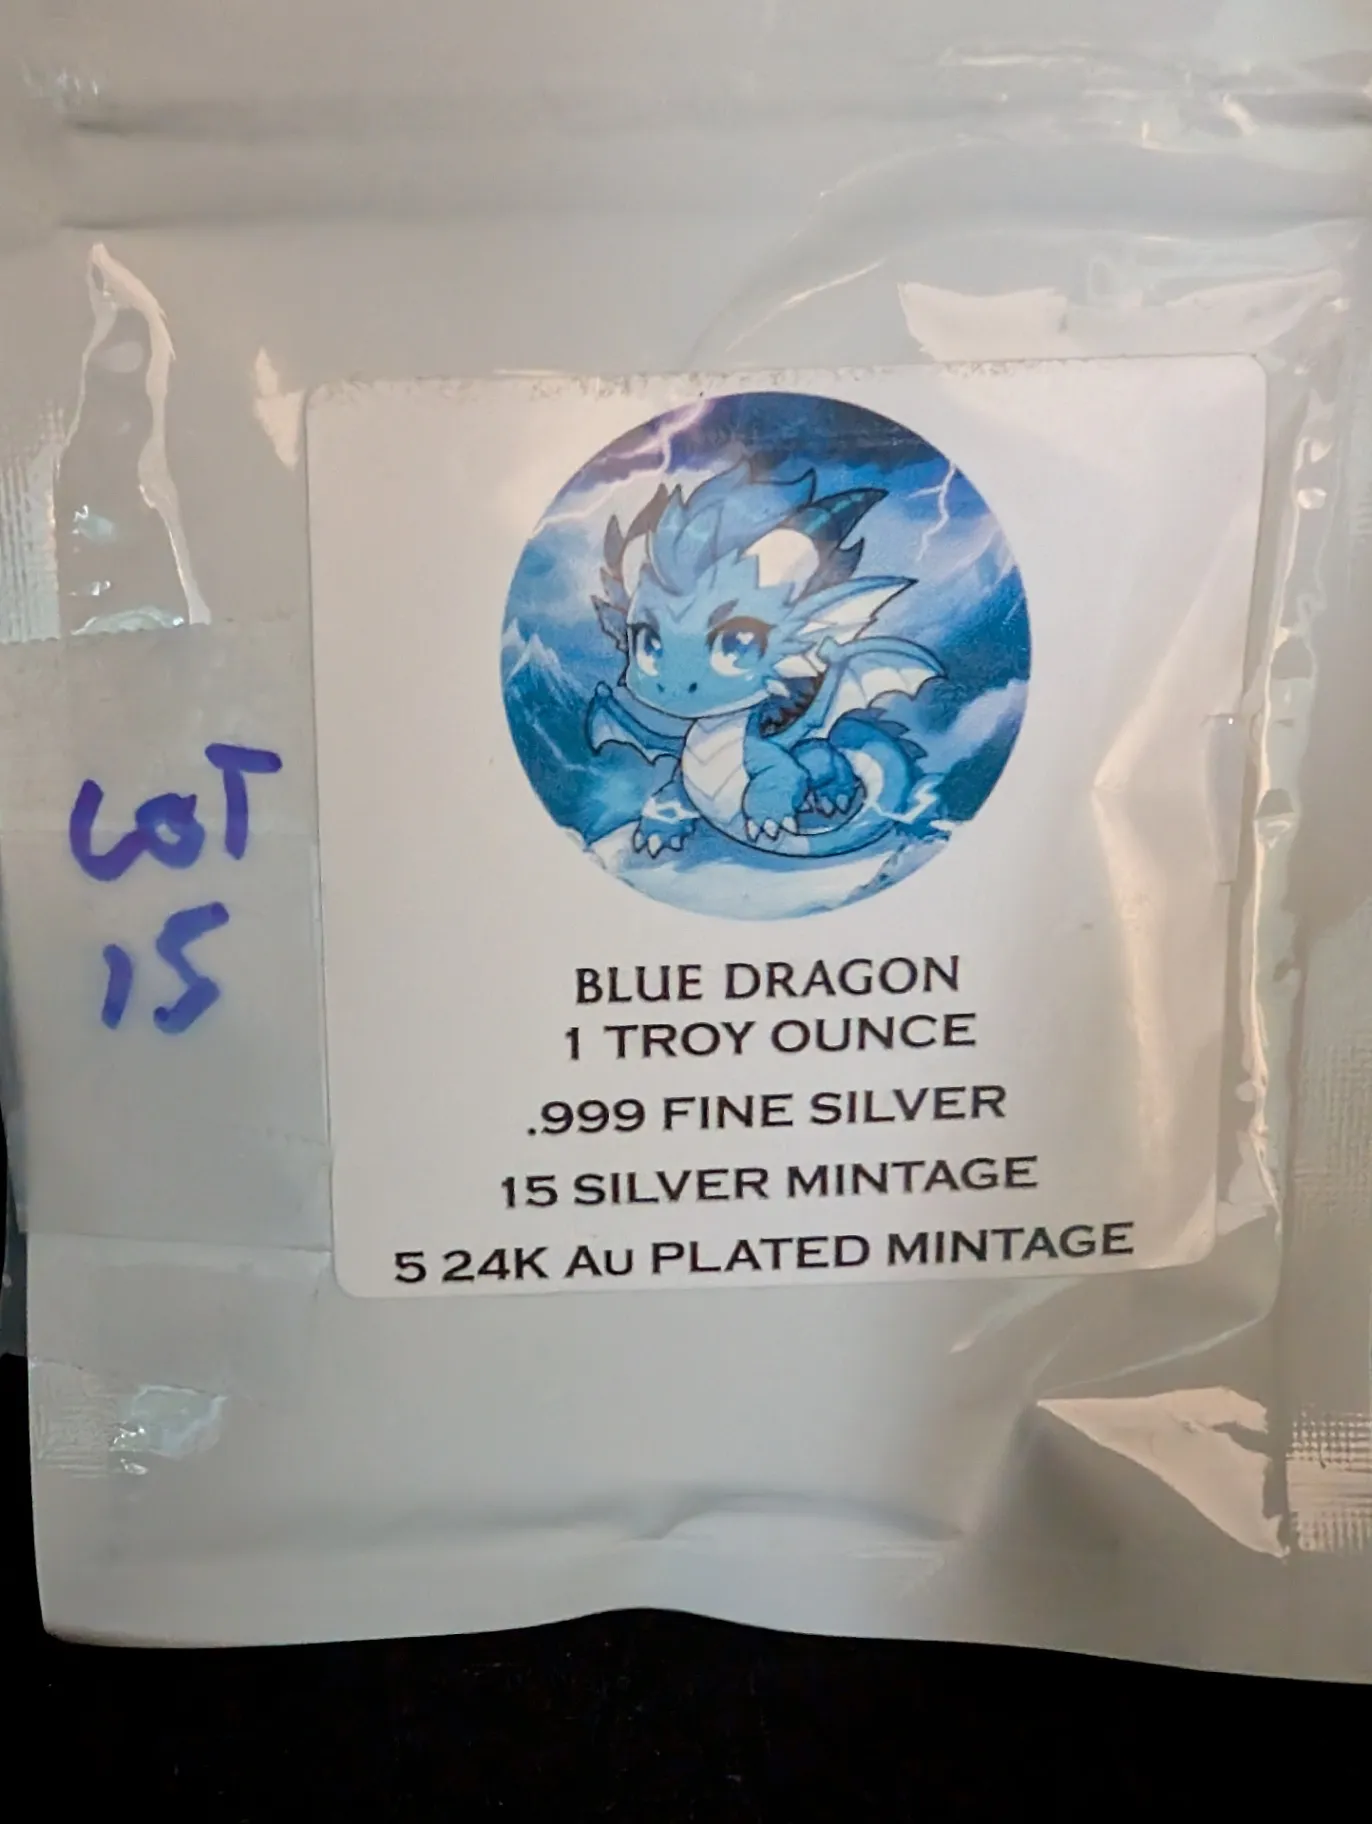 LOT
15
BLUE DRAGON
1 TROY OUNCE
.999 FINE SILVER
15 SILVER MINTAGE
5 24K Au PLATED MINTAGE